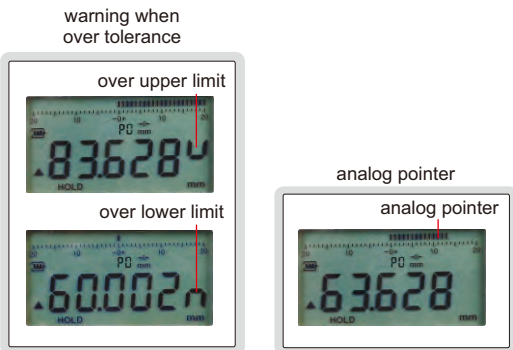 warning when
over tolerance
over upper limit
20 10 -0+ 10 20
P0 mm
▲83.628u
HOLD mm
over lower limit
20 10 -0+ 10 20
P0 mm
▲60.002n
HOLD mm
analog pointer
analog pointer
20 10 -0+ 10 20
P0 mm
▲63.628
HOLD mm